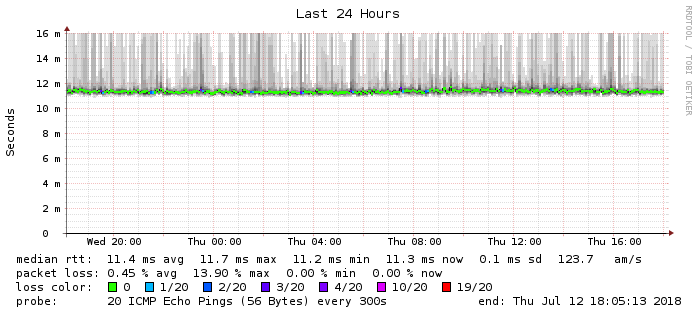 Last 24 Hours
RRDTOOL / TOBI OETIKER
Seconds
16 m
14 m
12 m
10 m
8 m
6 m
4 m
2 m
0
Wed 20:00 Thu 00:00 Thu 04:00 Thu 08:00 Thu 12:00 Thu 16:00
median rtt: 11.4 ms avg 11.7 ms max 11.2 ms min 11.3 ms now 0.1 ms sd 123.7 am/s
packet loss: 0.45 % avg 13.90 % max 0.00 % min 0.00 % now
loss color: 0 1/20 2/20 3/20 4/20 10/20 19/20
probe: 20 ICMP Echo Pings (56 Bytes) every 300s end: Thu Jul 12 18:05:13 2018